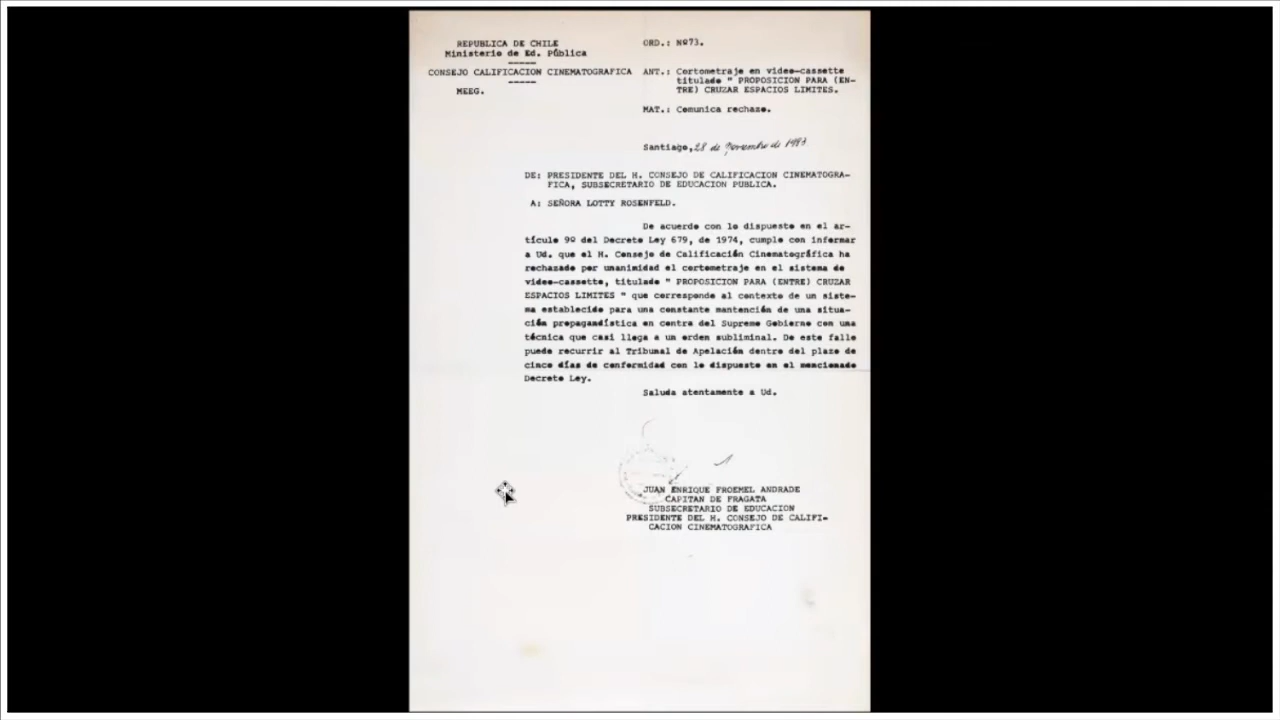 REPUBLICA DE CHILE
Ministerio de Ed. Pública
CONSEJO CALIFICACION CINEMATOGRAFICA
MEEG.
ORD.: Nº73.
ANT.: Certometraje en video-cassette
titulado " PROPOSICION PARA (EN-
TRE) CRUZAR ESPACIOS LIMITES.
MAT.: Comunica rechazo.
Santiago, 28 de Noviembre de
DE: PRESIDENTE DEL H. CONSEJO DE CALIFICACION CINEMATOGRA-
FICA, SUBSECRETARIO DE EDUCACION PUBLICA.
A: SEÑORA LOTTY ROSENFELD.
De acuerdo con lo dispuesto en el ar-
tículo 9º del Decreto Ley 679, de 1974, cumplo con informar
a Ud. que el H. Consejo de Calificación Cinematográfica ha
rechazado por unanimidad el certometraje en el sistema de
video-cassette, titulado " PROPOSICION PARA (ENTRE) CRUZAR
ESPACIOS LIMITES " que corresponde al contexto de un siste-
ma establecido para una constante mantención de una situa-
ción propagandística en contra del Supremo Gobierno con una
técnica que casi llega a un orden subliminal. De este fallo
puede recurrir al Tribunal de Apelación dentro del plazo de
cinco días de conformidad con lo dispuesto en el mencionado
Decreto Ley.
Saluda atentamente a Ud.
JUAN ENRIQUE FROEMEL ANDRADE
CAPITAN DE FRAGATA
SUBSECRETARIO DE EDUCACION
PRESIDENTE DEL H. CONSEJO DE CALIFI-
CACION CINEMATOGRAFICA